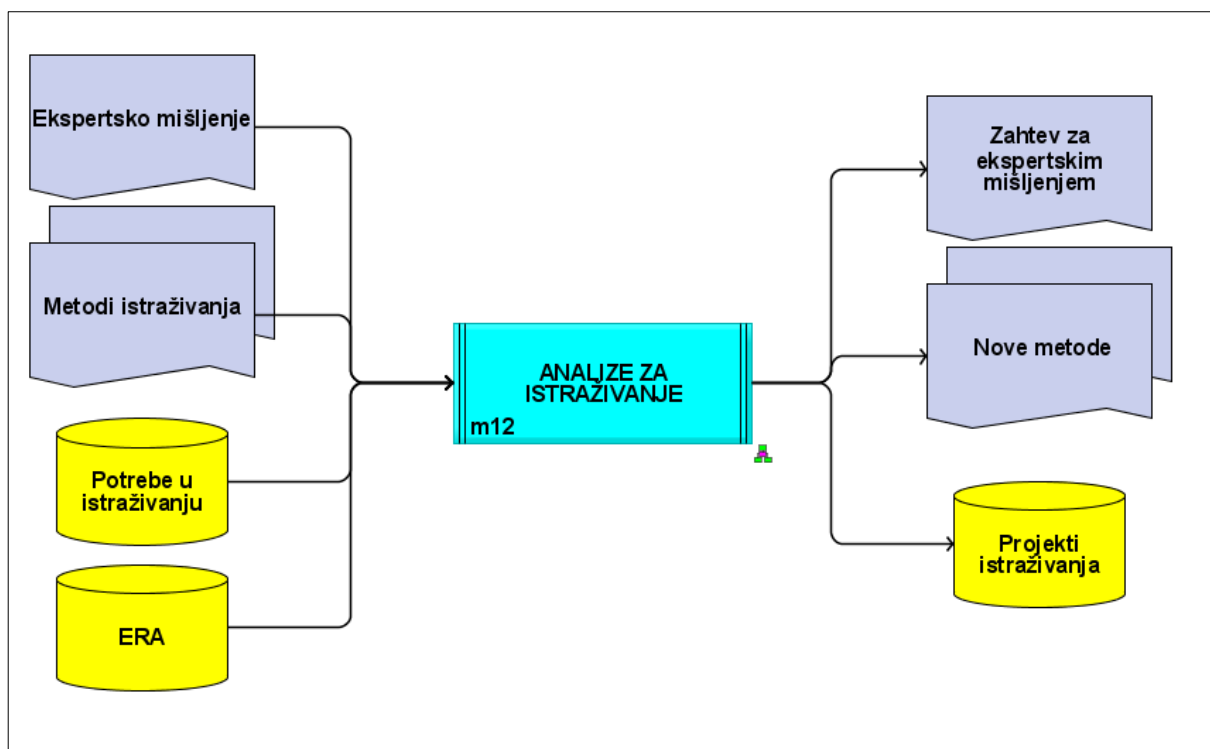 Ekspertsko mišljenje
Metodi istraživanja
Potrebe u
istraživanju
ERA
ANALIZE ZA
ISTRAŽIVANJE
m12
Zahtev za
ekspertskim
mišljenjem
Nove metode
Projekti
istraživanja